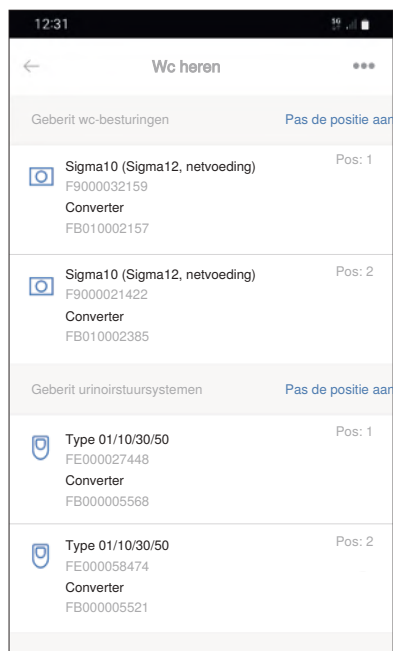 12:31
5G
Wc heren
Geberit wc-besturingen Pas de positie aan
Sigma10 (Sigma12, netvoeding) Pos: 1
F9000032159
Converter
FB010002157
Sigma10 (Sigma12, netvoeding) Pos: 2
F9000021422
Converter
FB010002385
Geberit urinoirstuursystemen Pas de positie aan
Type 01/10/30/50 Pos: 1
FE000027448
Converter
FB000005568
Type 01/10/30/50 Pos: 2
FE000058474
Converter
FB000005521